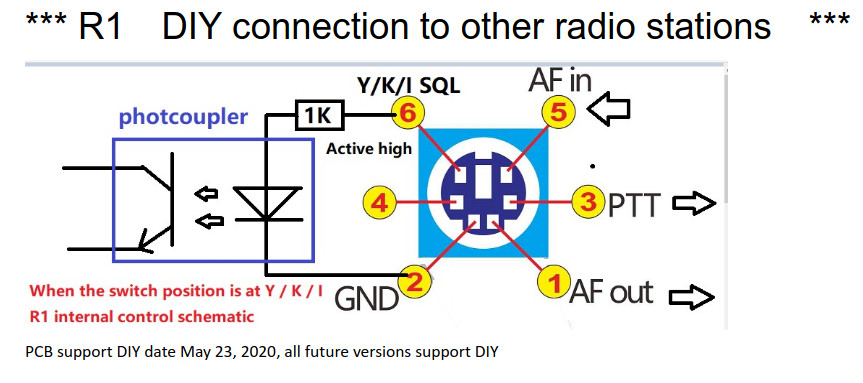 *** R1 DIY connection to other radio stations ***
Y/K/I SQL
AF in
photcoupler
1K
6
5
Active high
4
3
PTT
When the switch position is at Y / K / I
GND
2
1
AF out
R1 internal control schematic
PCB support DIY date May 23, 2020, all future versions support DIY